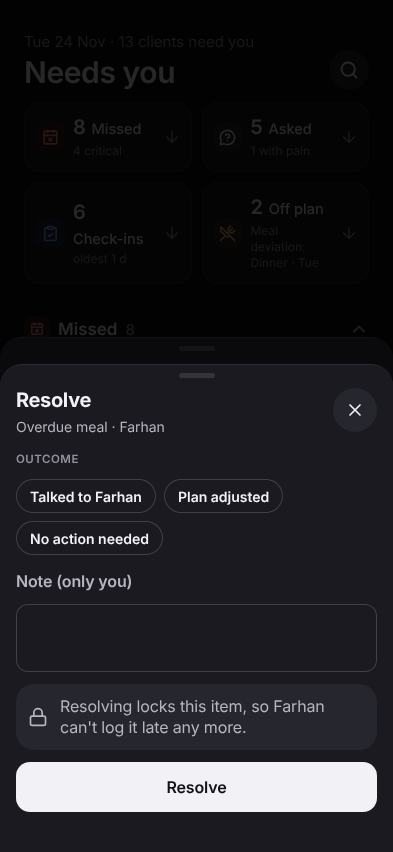 Tue 24 Nov · 13 clients need you
Needs you
8 Missed
4 critical
5 Asked
1 with pain
6
Check-ins
oldest 1 d
2 Off plan
Meal
deviation:
Dinner · Tue
Missed 8
Resolve
Overdue meal · Farhan
OUTCOME
Talked to Farhan
Plan adjusted
No action needed
Note (only you)
Resolving locks this item, so Farhan
can't log it late any more.
Resolve